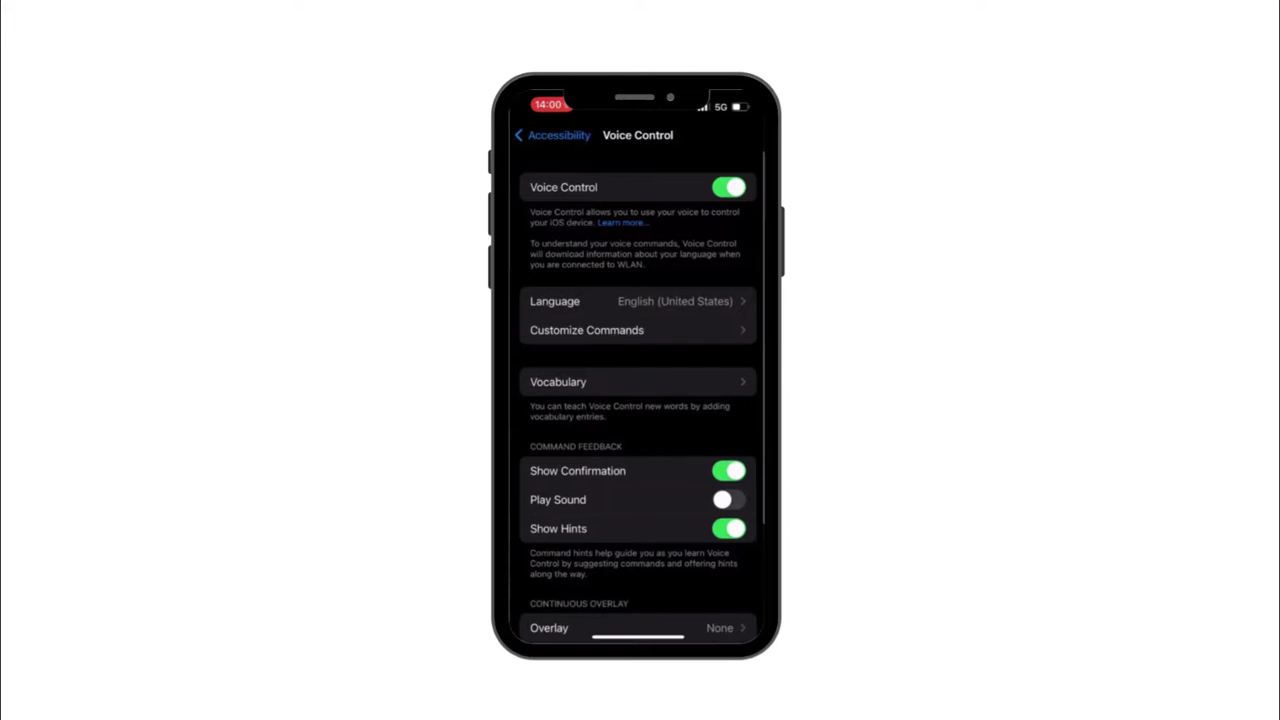 14:00
5G
Accessibility
Voice Control
Voice Control
Voice Control allows you to use your voice to control
your iOS device. Learn more...
To understand your voice commands, Voice Control
will download information about your language when
you are connected to WLAN.
Language English (United States)
Customize Commands
Vocabulary
You can teach Voice Control new words by adding
vocabulary entries.
COMMAND FEEDBACK
Show Confirmation
Play Sound
Show Hints
Command hints help guide you as you learn Voice
Control by suggesting commands and offering hints
along the way.
CONTINUOUS OVERLAY
Overlay None